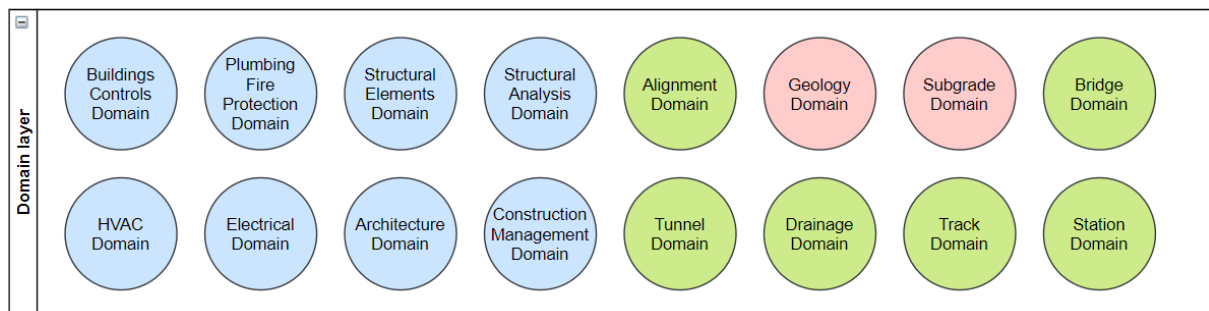 Domain layer
Buildings
Controls
Domain
Plumbing
Fire
Protection
Domain
Structural
Elements
Domain
Structural
Analysis
Domain
Alignment
Domain
Geology
Domain
Subgrade
Domain
Bridge
Domain
HVAC
Domain
Electrical
Domain
Architecture
Domain
Construction
Management
Domain
Tunnel
Domain
Drainage
Domain
Track
Domain
Station
Domain